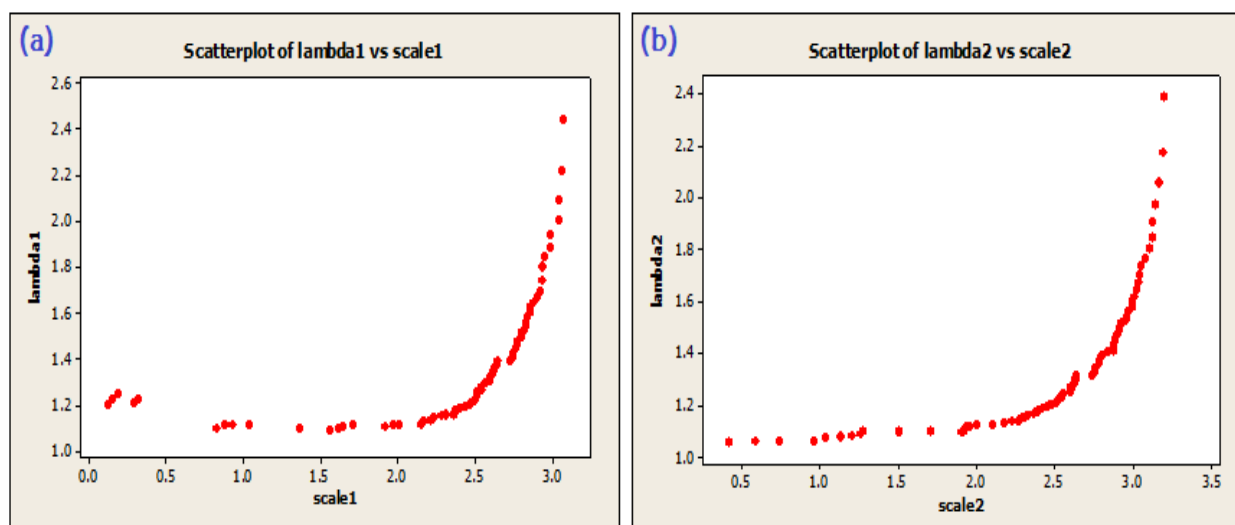 (a)
Scatterplot of lambda1 vs scale1
lambda1
2.6
2.4
2.2
2.0
1.8
1.6
1.4
1.2
1.0
0.0 0.5 1.0 1.5 2.0 2.5 3.0
scale1
(b)
Scatterplot of lambda2 vs scale2
lambda2
2.4
2.2
2.0
1.8
1.6
1.4
1.2
1.0
0.5 1.0 1.5 2.0 2.5 3.0 3.5
scale2